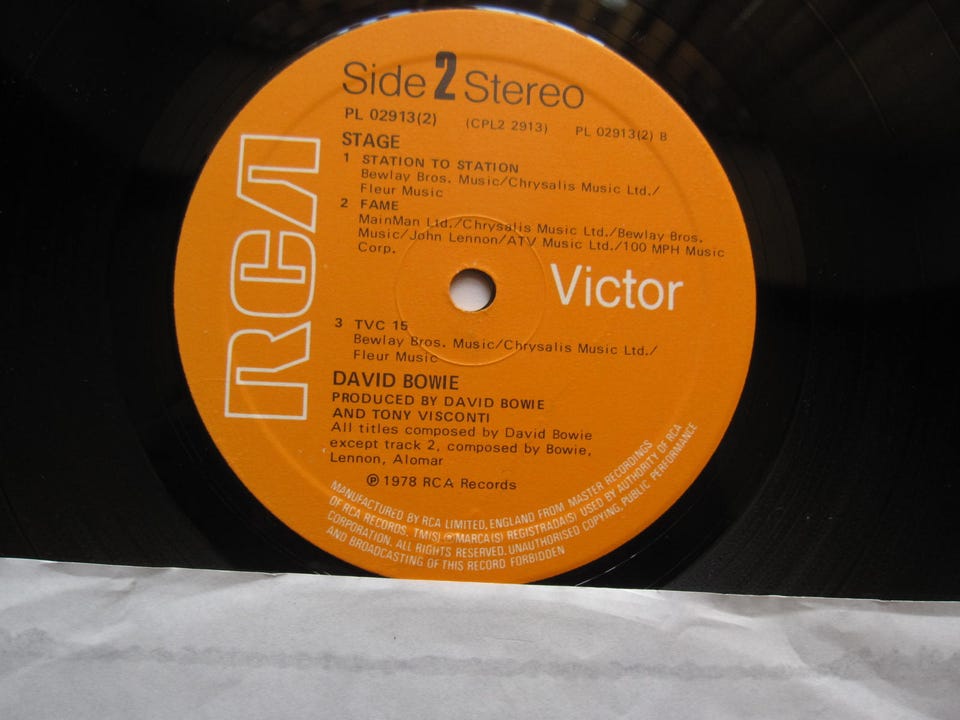 Side 2 Stereo
PL 02913(2) (CPL2 2913) PL 02913(2) B
STAGE
1 STATION TO STATION
Bewlay Bros. Music/Chrysalis Music Ltd./
Fleur Music
2 FAME
MainMan Ltd./Chrysalis Music Ltd./Bewlay Bros.
Music/John Lennon/ATV Music Ltd./100 MPH Music
Corp.
RCA
Victor
3 TVC 15
Bewlay Bros. Music/Chrysalis Music Ltd./
Fleur Music
DAVID BOWIE
PRODUCED BY DAVID BOWIE
AND TONY VISCONTI
All titles composed by David Bowie
except track 2, composed by Bowie,
Lennon, Alomar
℗ 1978 RCA Records
MANUFACTURED BY RCA LIMITED, ENGLAND FROM MASTER RECORDINGS
OF RCA RECORDS. TM(S) ® MARCA(S) REGISTRADA(S) USED BY AUTHORITY OF RCA
CORPORATION. ALL RIGHTS RESERVED. UNAUTHORISED COPYING, PUBLIC PERFORMANCE
AND BROADCASTING OF THIS RECORD FORBIDDEN